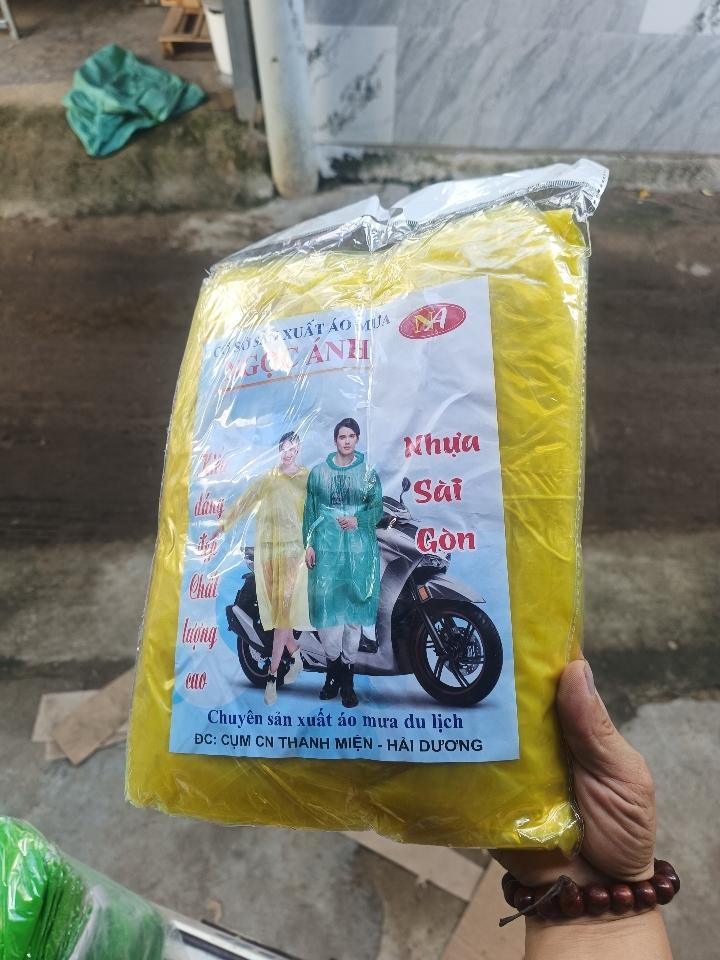 CƠ SỞ SẢN XUẤT ÁO MƯA
NGỌC ÁNH
NA
Nhựa
Sài
Gòn
dáng
đẹp
Chất
lượng
cao
Chuyên sản xuất áo mưa du lịch
ĐC: CỤM CN THANH MIỆN - HẢI DƯƠNG